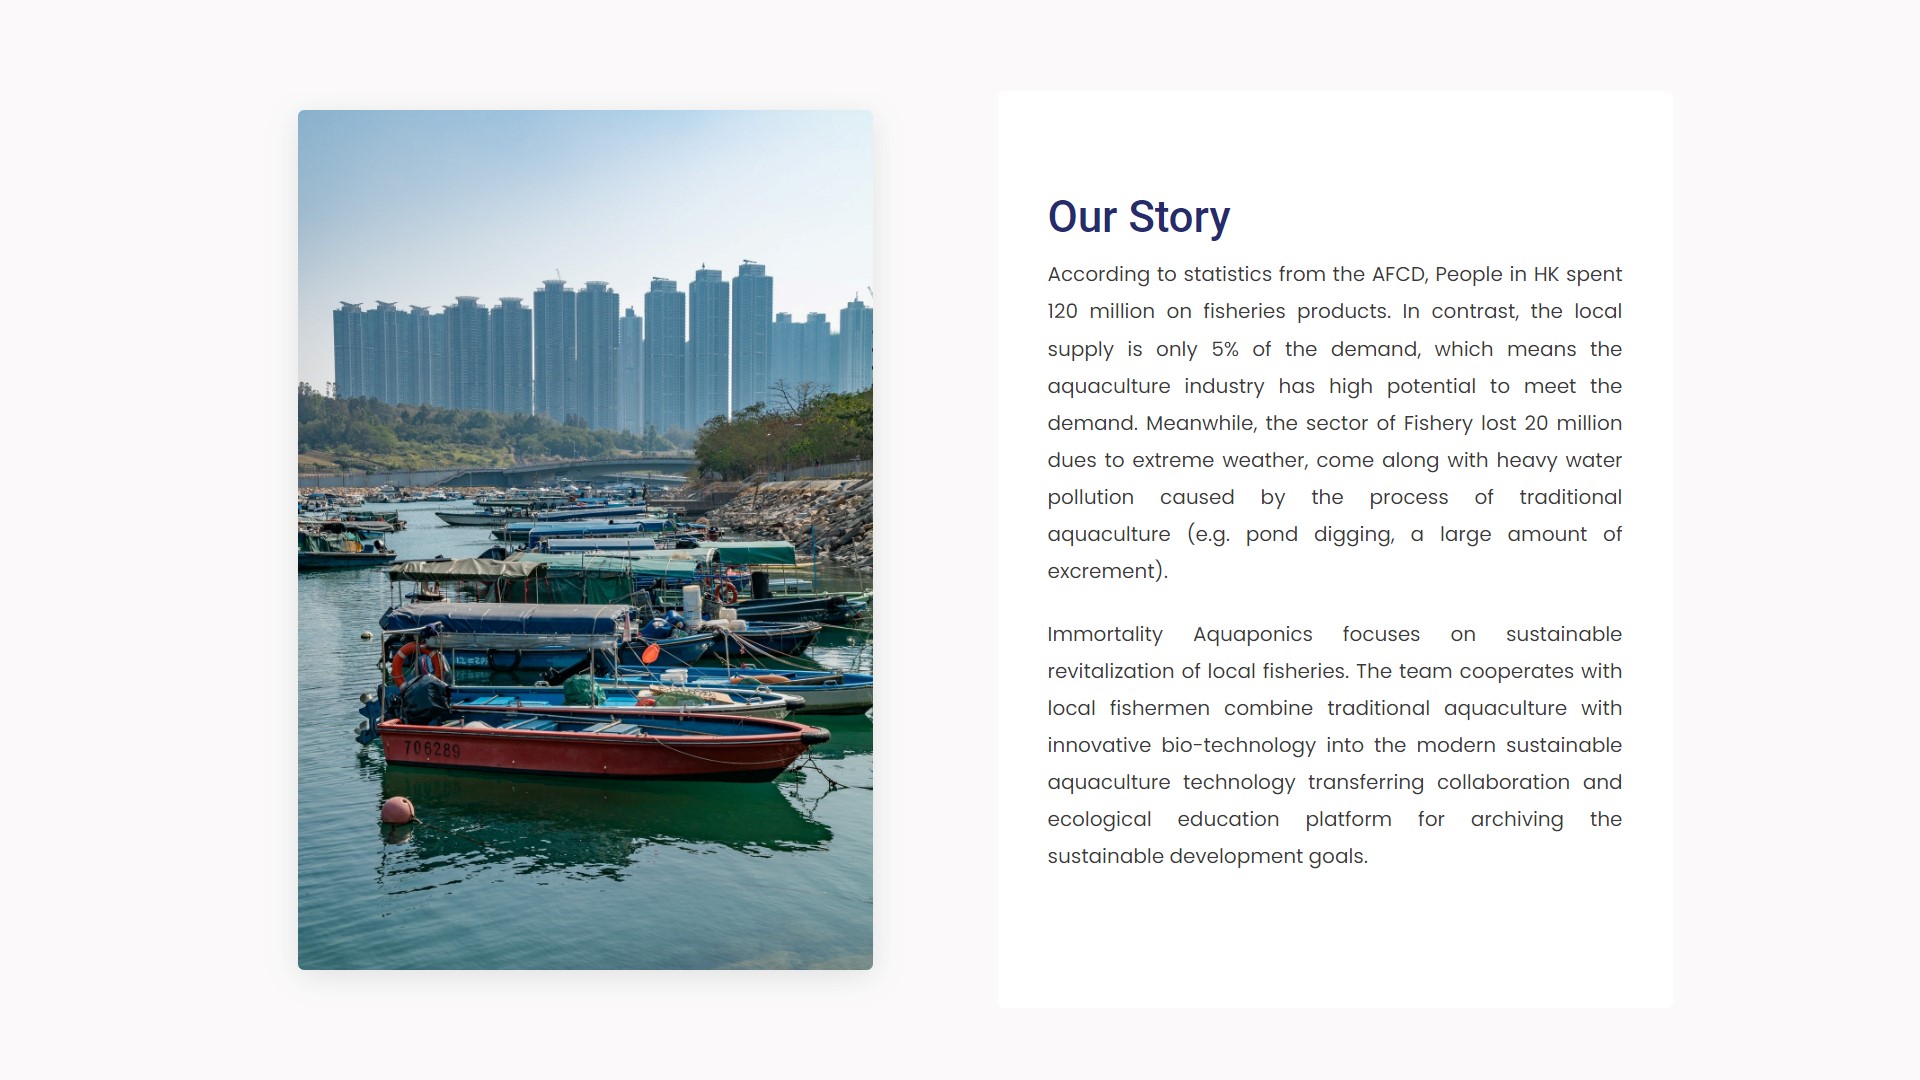 Our Story
According to statistics from the AFCD, People in HK spent
120 million on fisheries products. In contrast, the local
supply is only 5% of the demand, which means the
aquaculture industry has high potential to meet the
demand. Meanwhile, the sector of Fishery lost 20 million
dues to extreme weather, come along with heavy water
pollution caused by the process of traditional
aquaculture (e.g. pond digging, a large amount of
excrement).
Immortality Aquaponics focuses on sustainable
revitalization of local fisheries. The team cooperates with
local fishermen combine traditional aquaculture with
innovative bio-technology into the modern sustainable
aquaculture technology transferring collaboration and
ecological education platform for archiving the
sustainable development goals.
706289